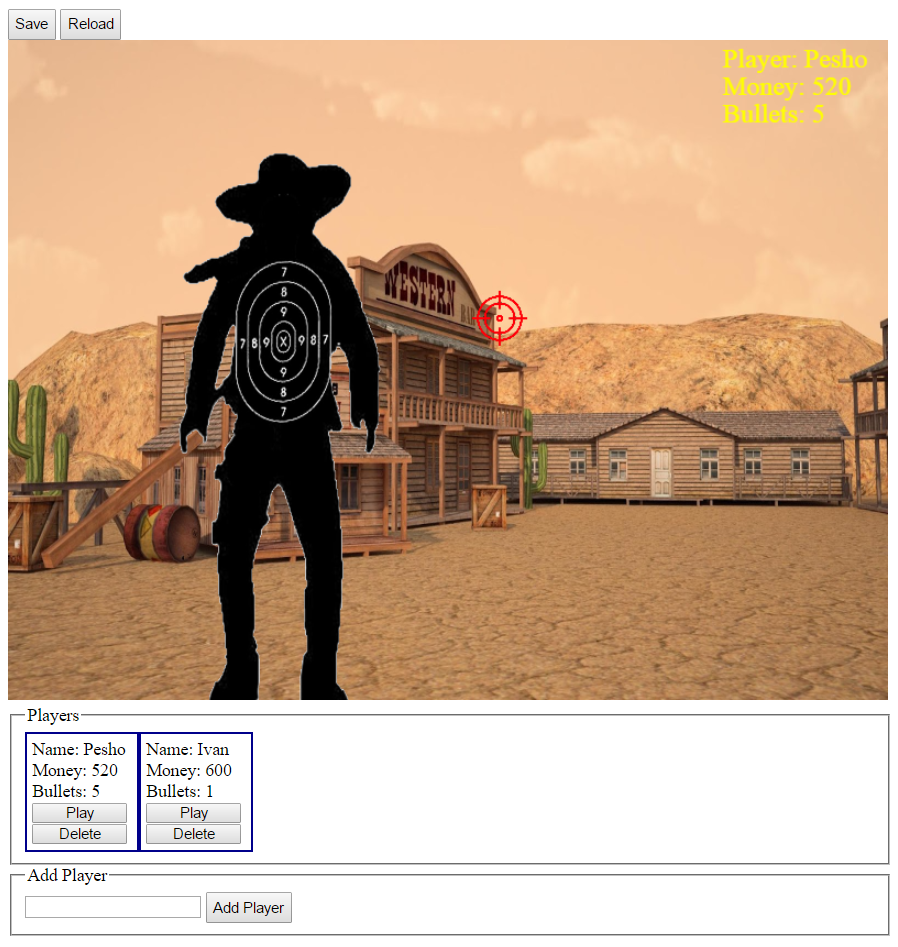 Save Reload
Player: Pesho
Money: 520
Bullets: 5
WESTERN
BAR
7
8
9
7 8 9 X 9 8 7
9
8
7
Players
Name: Pesho
Money: 520
Bullets: 5
Play
Delete
Name: Ivan
Money: 600
Bullets: 1
Play
Delete
Add Player
Add Player